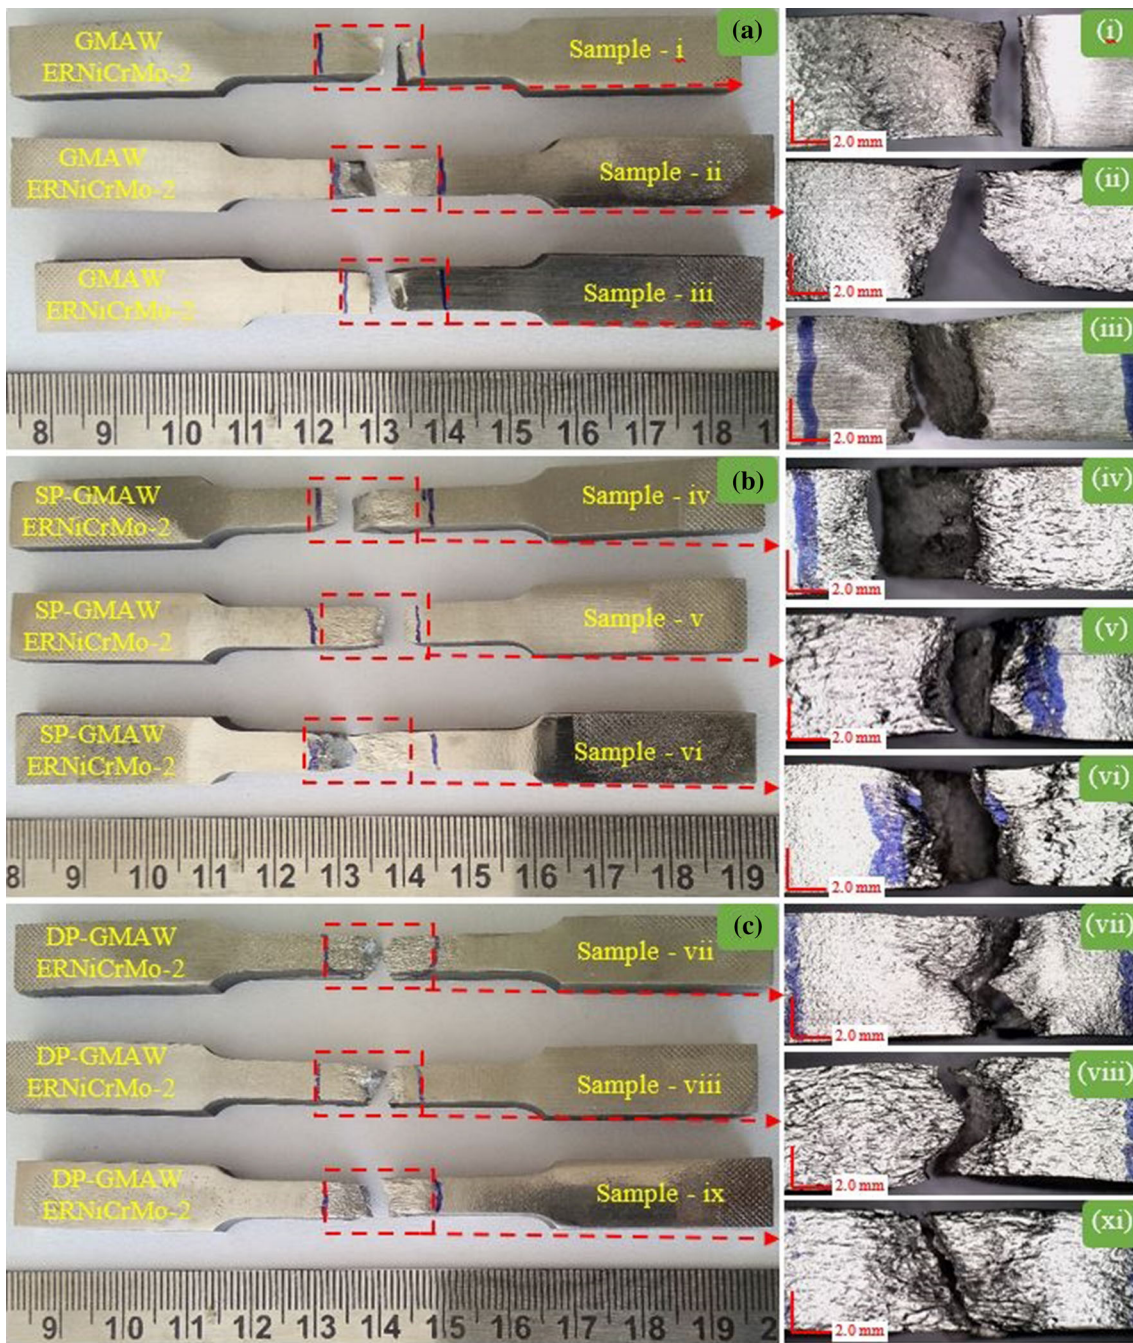 (a)
GMAW
ERNiCrMo-2
Sample - i
GMAW
ERNiCrMo-2
Sample - ii
GMAW
ERNiCrMo-2
Sample - iii
8 9 10 11 12 13 14 15 16 17 18 1
(i)
2.0 mm
(ii)
2.0 mm
(iii)
2.0 mm
(b)
SP-GMAW
ERNiCrMo-2
Sample - iv
SP-GMAW
ERNiCrMo-2
Sample - v
SP-GMAW
ERNiCrMo-2
Sample - vi
8 9 10 11 12 13 14 15 16 17 18 19
(iv)
2.0 mm
(v)
2.0 mm
(vi)
2.0 mm
(c)
DP-GMAW
ERNiCrMo-2
Sample - vii
DP-GMAW
ERNiCrMo-2
Sample - viii
DP-GMAW
ERNiCrMo-2
Sample - ix
9 10 11 12 13 14 15 16 17 18 19 2
(vii)
2.0 mm
(viii)
2.0 mm
(xi)
2.0 mm